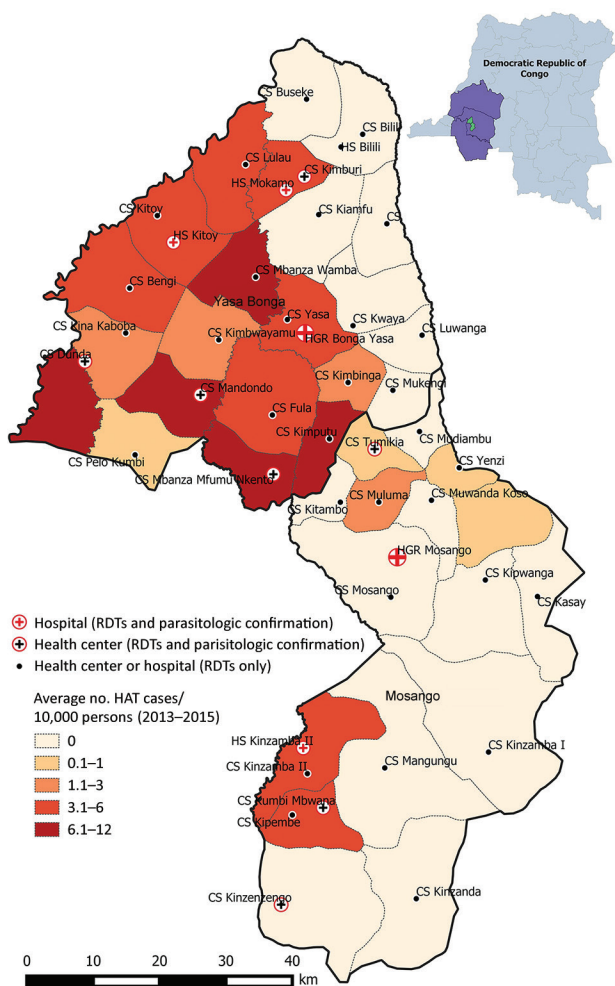 Democratic Republic of
Congo
CS Buseke
CS Bilili
HS Bilili
CS Lulau
CS Kimburi
HS Mokamo
CS Kiamfu
CS
CS Kitoy
HS Kitoy
CS Mbanza Wamba
CS Bengi
Yasa Bonga
CS Yasa
CS Kwaya
CS Kina Kaboba
CS Kimbwayamu
HGR Bonga Yasa
CS Luwanga
CS Dunda
CS Mandondo
CS Kimbinga
CS Mukengi
CS Fula
CS Kimputu
CS Mudiambu
CS Tumikia
CS Pelo Kumbi
CS Yenzi
CS Mbanza Mfumu Nkento
CS Muluma
CS Muwanda Koso
CS Kitambo
HGR Mosango
CS Kipwanga
CS Mosango
CS Kasay
Hospital (RDTs and parasitologic confirmation)
Health center (RDTs and parisitologic confirmation)
Health center or hospital (RDTs only)
Average no. HAT cases/
10,000 persons (2013–2015)
0
0.1–1
1.1–3
3.1–6
6.1–12
Mosango
HS Kinzamba II
CS Kinzamba I
CS Kinzamba II
CS Mangungu
CS Kumbi Mbwana
CS Kipembe
CS Kinzenzengo
CS Kinzanda
0 10 20 30 40
km